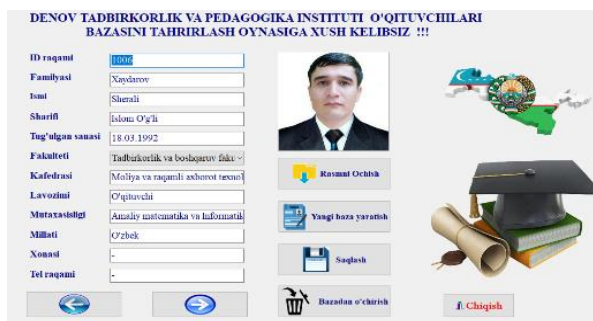 DENOV TADBIRKORLIK VA PEDAGOGIKA INSTITUTI O'QITUVCHILARI
BAZASINI TAHRIRLASH OYNASIGA XUSH KELIBSIZ !!!
ID raqami 1006
Familyasi Xaydarov
Ismi Sherali
Sharifi Islom O'g'li
Tug'ulgan sanasi 18.03.1992
Fakulteti Tadbirkorlik va boshqaruv faku
Kafedrasi Moliya va raqamli axborot texnol
Lavozimi O'qituvchi
Mutaxasisligi Amaliy matematika va Informatik
Millati O'zbek
Xonasi -
Tel raqami -
Rasmni Ochish
Yangi baza yaratish
Saqlash
Bazadan o'chirish
Chiqish